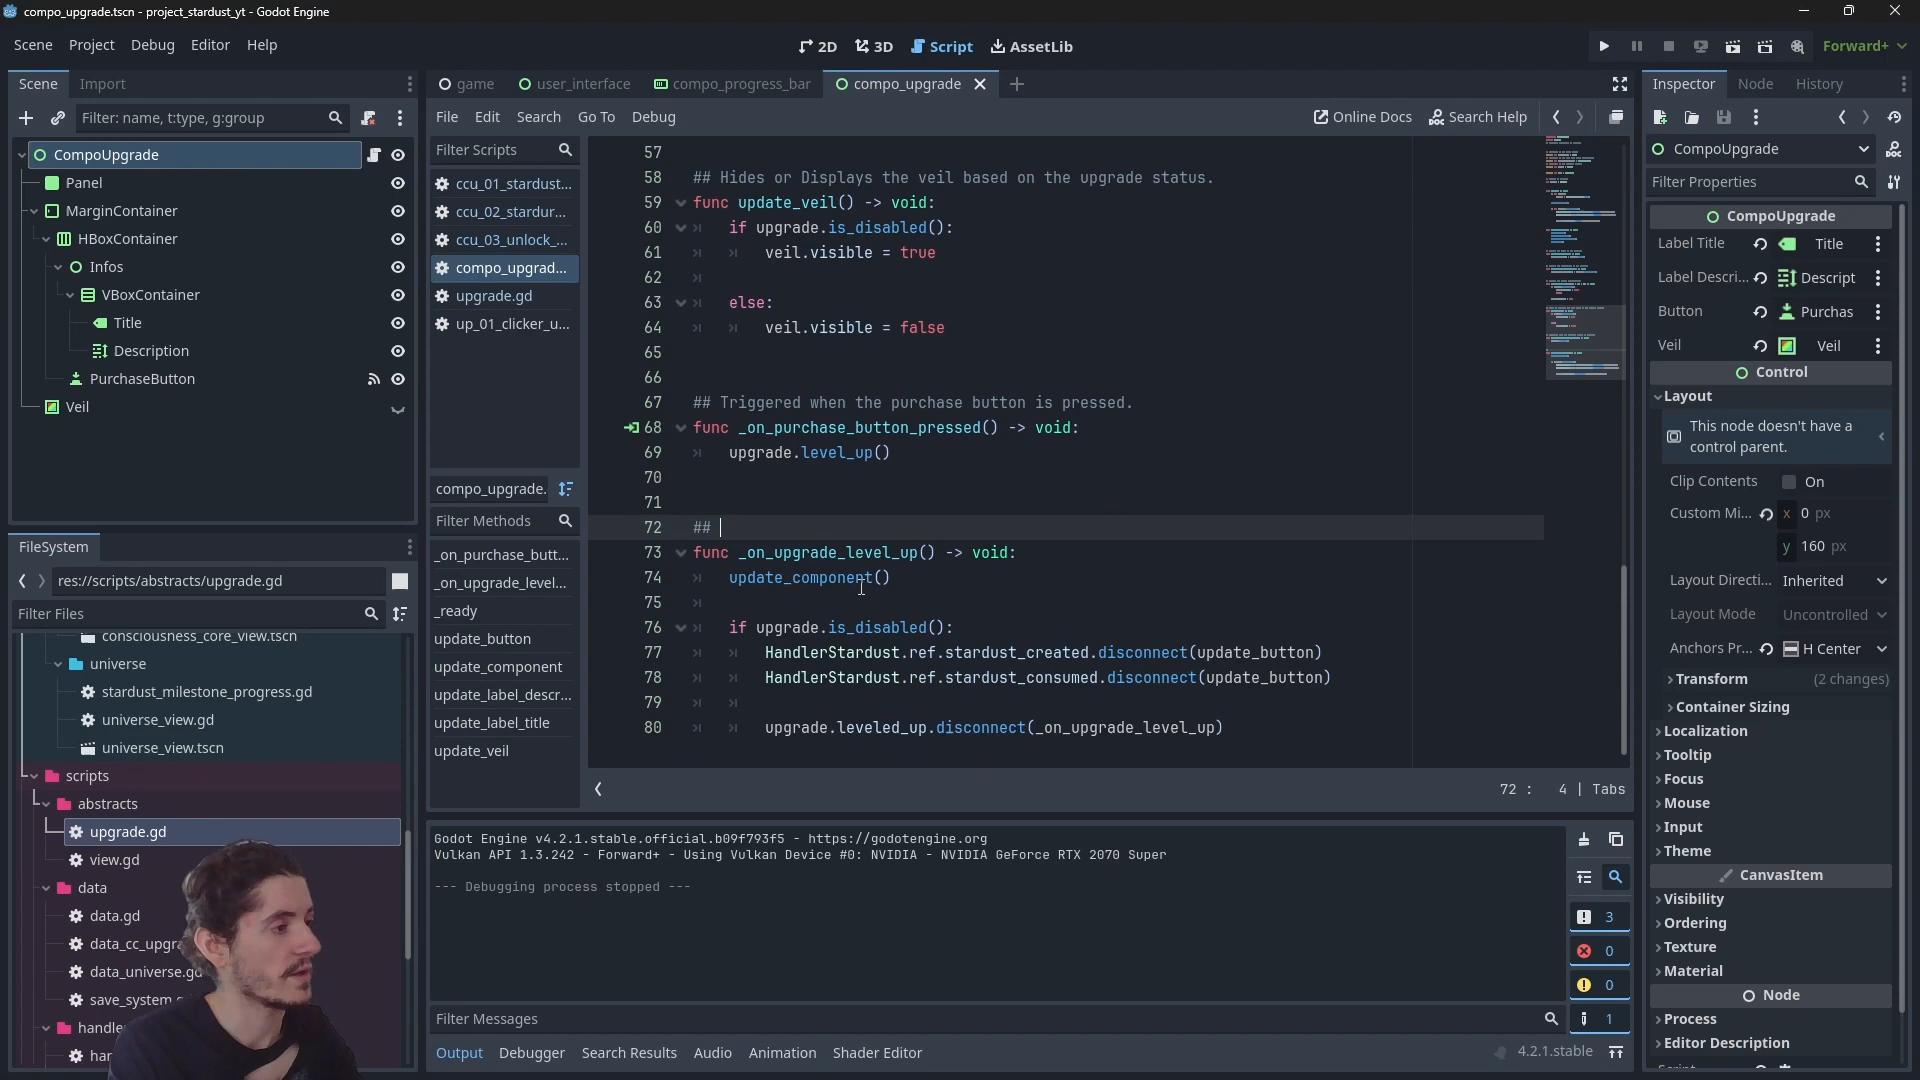 compo_upgrade.tscn - project_stardust_yt - Godot Engine
Scene Project Debug Editor Help
2D 3D Script AssetLib
Forward+
Scene Import
Filter: name, t:type, g:group
CompoUpgrade
Panel
MarginContainer
HBoxContainer
Infos
VBoxContainer
Title
Description
PurchaseButton
Veil
FileSystem
res://scripts/abstracts/upgrade.gd
Filter Files
consciousness_core_view.tscn
universe
stardust_milestone_progress.gd
universe_view.gd
universe_view.tscn
scripts
abstracts
upgrade.gd
view.gd
data
data.gd
data_cc_upgra
data_universe.gd
save_system
handle
har
game user_interface compo_progress_bar compo_upgrade
File Edit Search Go To Debug
Online Docs Search Help
Filter Scripts
ccu_01_stardust...
ccu_02_stardur...
ccu_03_unlock_...
compo_upgrad...
upgrade.gd
up_01_clicker_u...
compo_upgrade.
Filter Methods
_on_purchase_butt...
_on_upgrade_level...
_ready
update_button
update_component
update_label_descr...
update_label_title
update_veil
57
58 ## Hides or Displays the veil based on the upgrade status.
59 func update_veil() -> void:
60 if upgrade.is_disabled():
61 veil.visible = true
62
63 else:
64 veil.visible = false
65
66
67 ## Triggered when the purchase button is pressed.
68 func _on_purchase_button_pressed() -> void:
69 upgrade.level_up()
70
71
72 ##
73 func _on_upgrade_level_up() -> void:
74 update_component()
75
76 if upgrade.is_disabled():
77 HandlerStardust.ref.stardust_created.disconnect(update_button)
78 HandlerStardust.ref.stardust_consumed.disconnect(update_button)
79
80 upgrade.leveled_up.disconnect(_on_upgrade_level_up)
72 : 4 | Tabs
Godot Engine v4.2.1.stable.official.b09f793f5 - https://godotengine.org
Vulkan API 1.3.242 - Forward+ - Using Vulkan Device #0: NVIDIA - NVIDIA GeForce RTX 2070 Super
--- Debugging process stopped ---
3
0
0
1
Filter Messages
Output Debugger Search Results Audio Animation Shader Editor
4.2.1.stable
Inspector Node History
CompoUpgrade
Filter Properties
CompoUpgrade
Label Title Title
Label Descri... Descript
Button Purchas
Veil Veil
Control
Layout
This node doesn't have a
control parent.
Clip Contents On
Custom Mi... x 0 px
y 160 px
Layout Directi... Inherited
Layout Mode Uncontrolled
Anchors Pr... H Center
Transform (2 changes)
Container Sizing
Localization
Tooltip
Focus
Mouse
Input
Theme
CanvasItem
Visibility
Ordering
Texture
Material
Node
Process
Editor Description